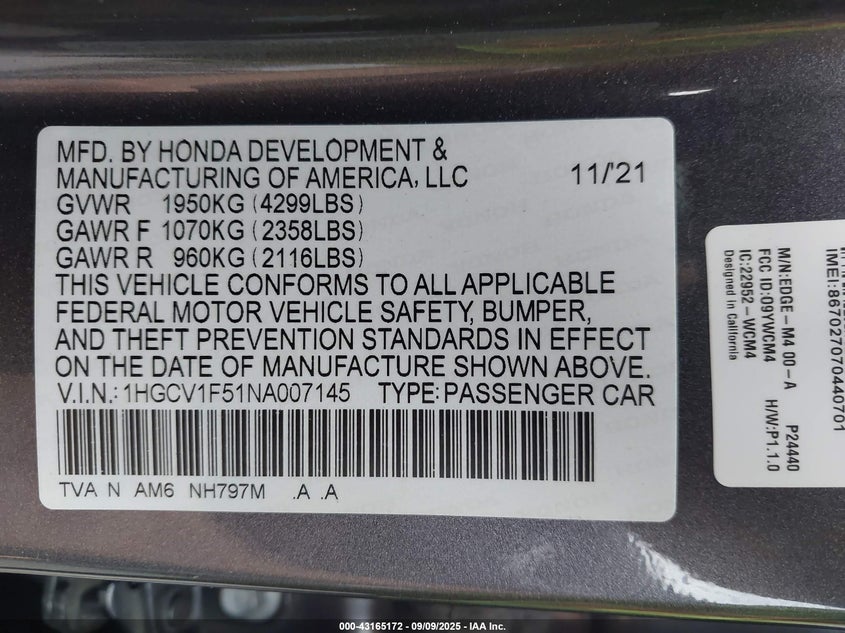 MFD. BY HONDA DEVELOPMENT &
MANUFACTURING OF AMERICA, LLC 11/'21
GVWR 1950KG (4299LBS)
GAWR F 1070KG (2358LBS)
GAWR R 960KG (2116LBS)
THIS VEHICLE CONFORMS TO ALL APPLICABLE
FEDERAL MOTOR VEHICLE SAFETY, BUMPER,
AND THEFT PREVENTION STANDARDS IN EFFECT
ON THE DATE OF MANUFACTURE SHOWN ABOVE.
V.I.N.: 1HGCV1F51NA007145 TYPE: PASSENGER CAR
TVA N AM6 NH797M .A .A
IMEI:867027070440701
M/N:EDGE-M4 00-A P24440
FCC ID:09YWCM4 H/W:P1.1.0
IC:22952-WCM4
Designed in California
000-43165172 - 09/09/2025 - IAA Inc.